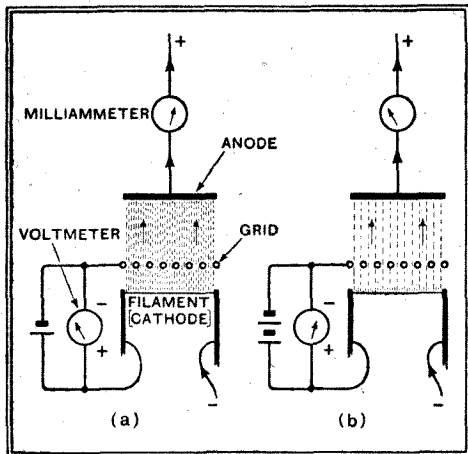 +
+
MILLIAMMETER
ANODE
VOLTMETER
GRID
FILAMENT
[CATHODE]
−
+
−
−
+
−
(a)
(b)